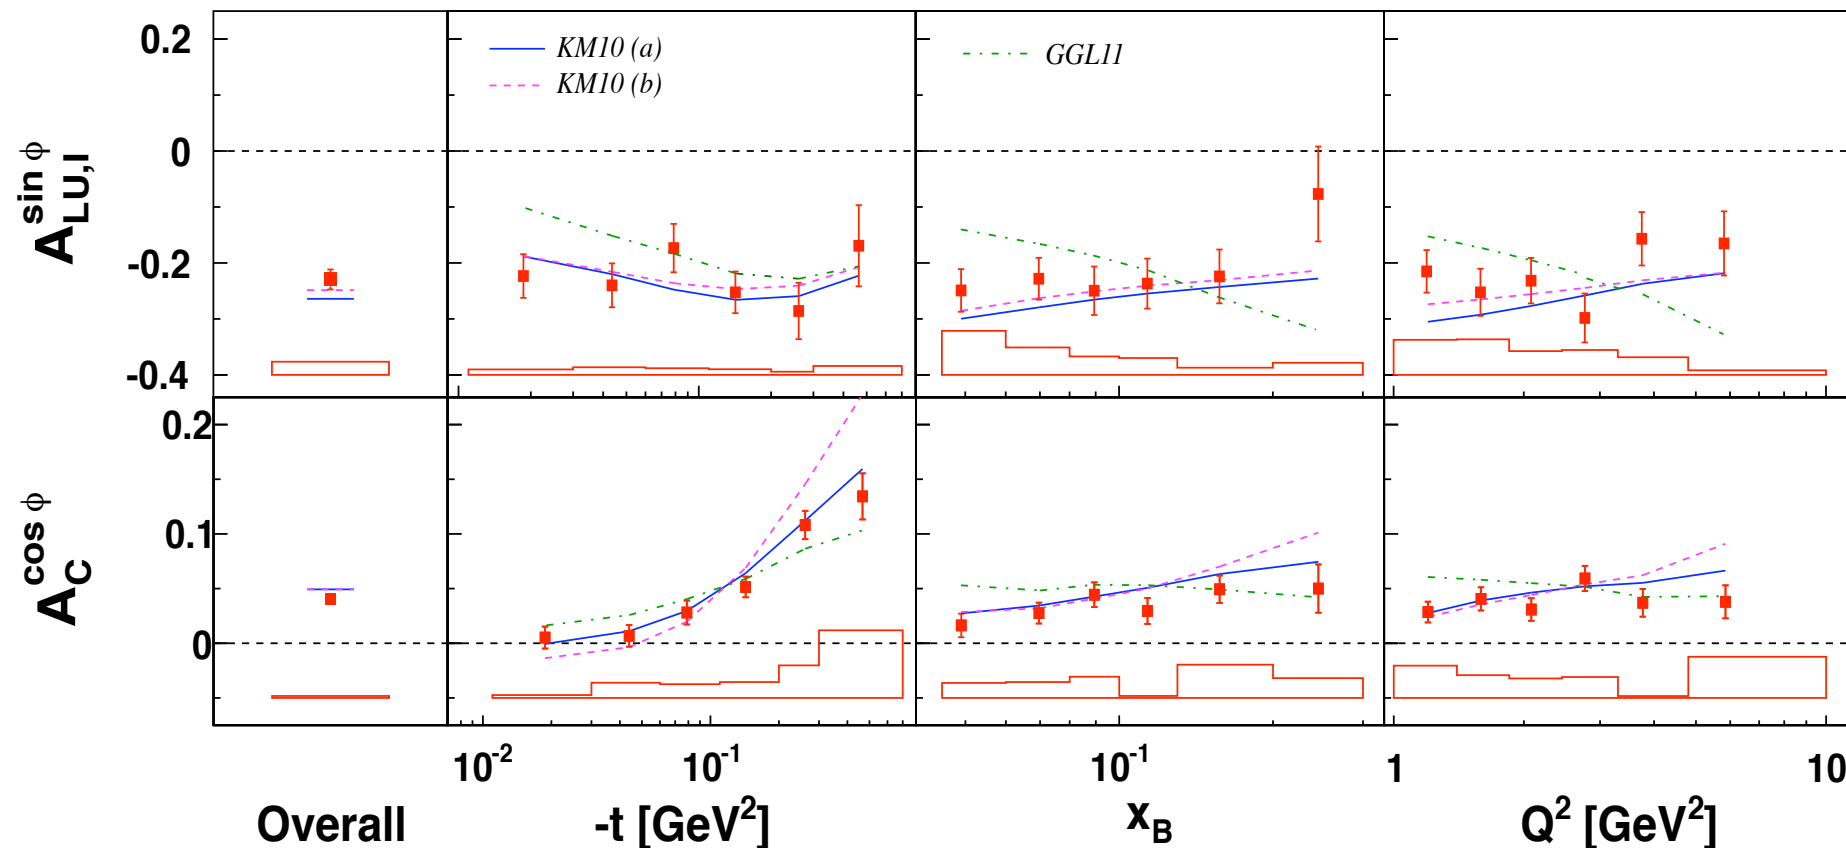 0.2
0
-0.2
-0.4
A_{LU,I}^{sin ϕ}
KM10 (a)
KM10 (b)
GGL11
0.2
0.1
0
A_C^{cos ϕ}
10^{-2} 10^{-1} 10^{-1} 1 10
Overall -t [GeV^2] x_B Q^2 [GeV^2]